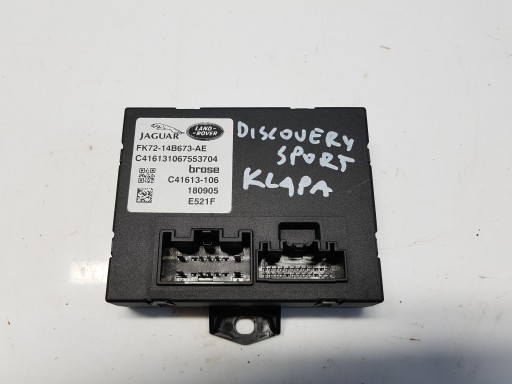 JAGUAR
LAND-
ROVER
FK72-14B673-AE
C416131067553704
brose
C41613-106
180905
E521F
DISCOVERY
SPORT
KLAPA